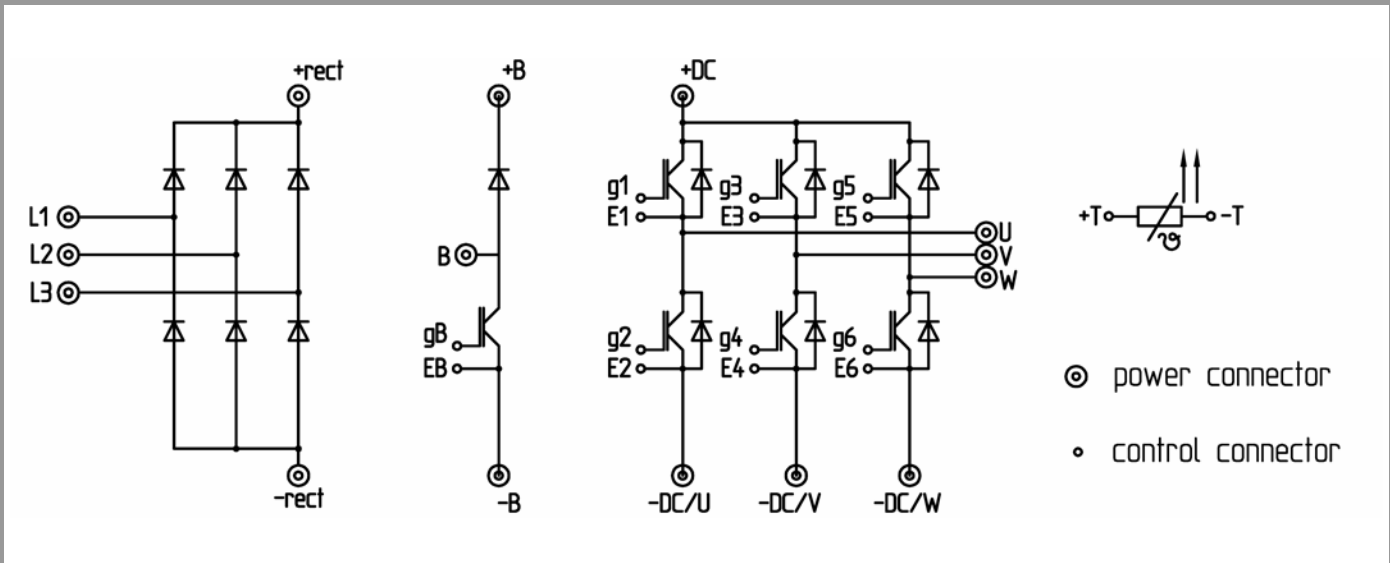 +rect
+B
+DC
L1
L2
L3
-rect
B
gB
EB
-B
g1
E1
g3
E3
g5
E5
U
V
W
g2
E2
g4
E4
g6
E6
-DC/U
-DC/V
-DC/W
+T
-T
ϑ
power connector
control connector